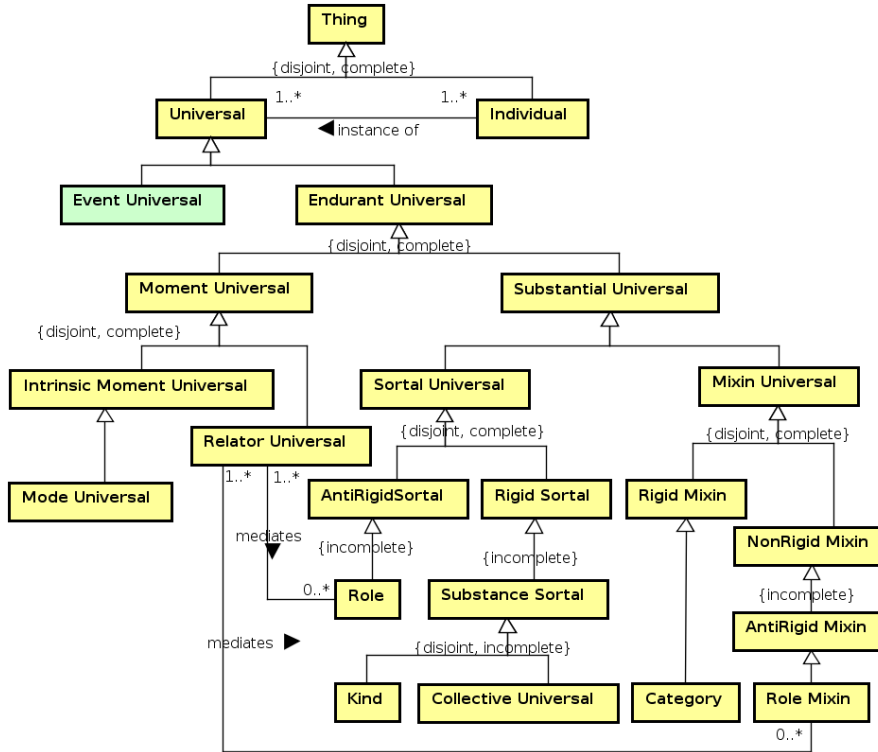 Thing
{disjoint, complete}
1..*
1..*
Universal
Individual
instance of
Event Universal
Endurant Universal
{disjoint, complete}
Moment Universal
Substantial Universal
{disjoint, complete}
Intrinsic Moment Universal
Sortal Universal
Mixin Universal
Relator Universal
{disjoint, complete}
{disjoint, complete}
1..*
1..*
Mode Universal
AntiRigidSortal
Rigid Sortal
Rigid Mixin
mediates
{incomplete}
{incomplete}
NonRigid Mixin
0..*
Role
Substance Sortal
{incomplete}
mediates
{disjoint, incomplete}
AntiRigid Mixin
Kind
Collective Universal
Category
Role Mixin
0..*